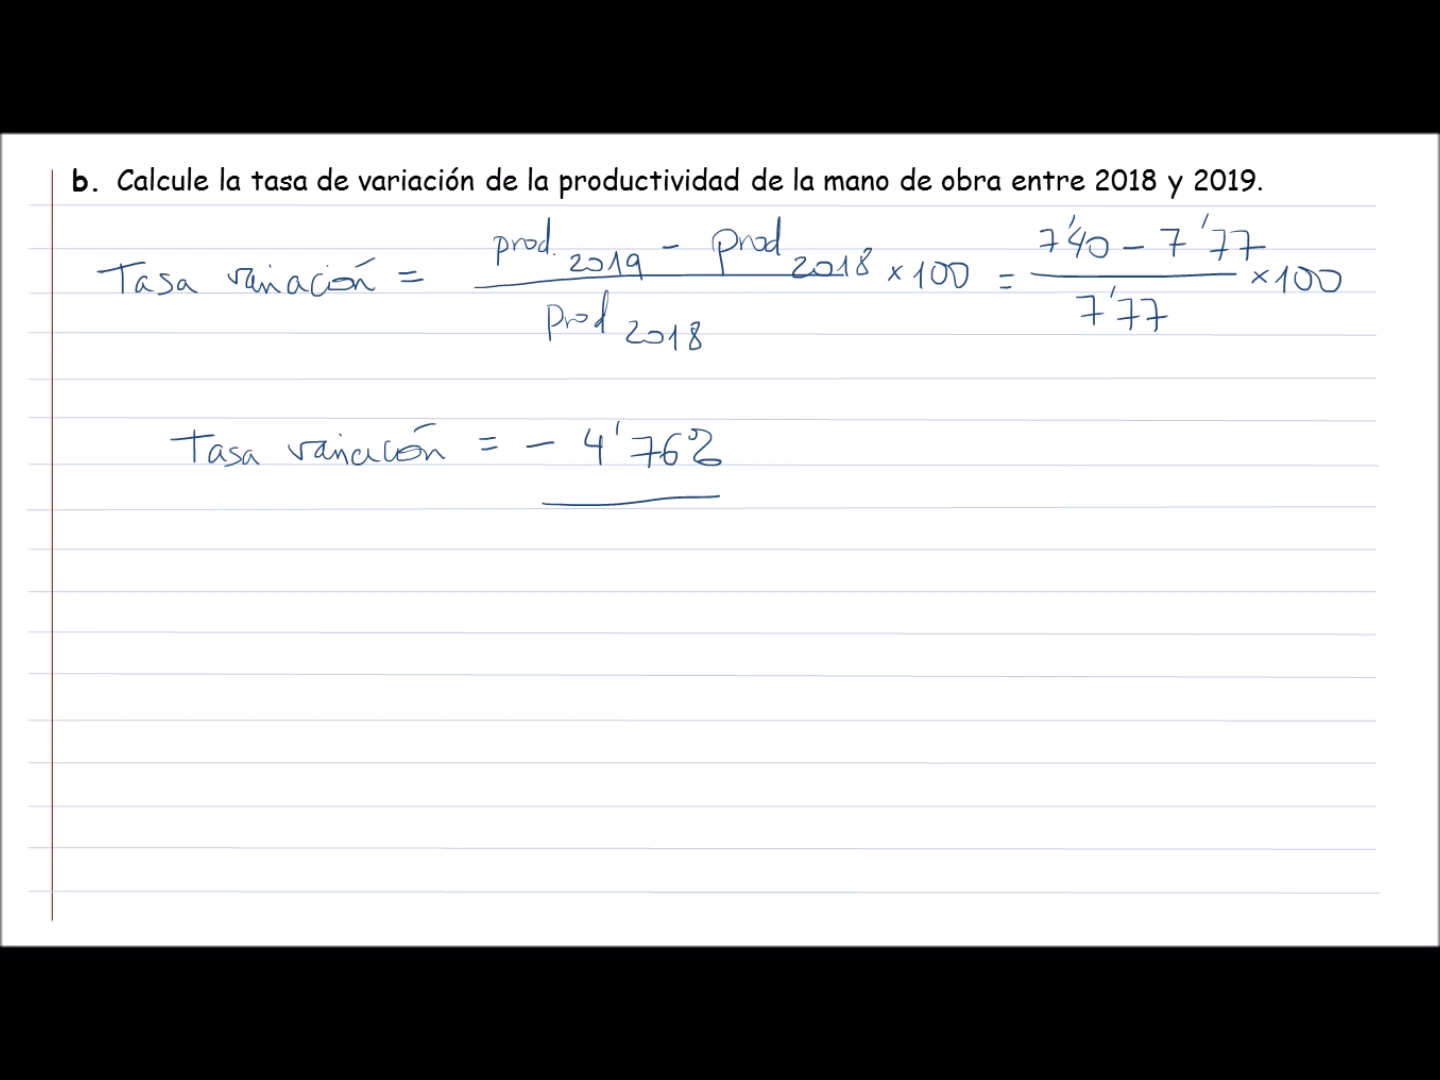 b. Calcule la tasa de variación de la productividad de la mano de obra entre 2018 y 2019.
Tasa variación = prod. 2019 - prod 2018 / prod 2018 x 100 = 7'40 - 7'77 / 7'77 x 100
Tasa variación = - 4'76%